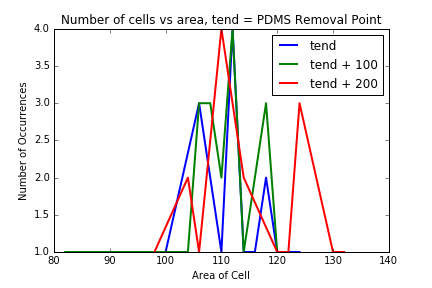 Number of cells vs area, tend = PDMS Removal Point
4.0
3.5
3.0
2.5
2.0
1.5
1.0
Number of Occurrences
tend
tend + 100
tend + 200
80
90
100
110
120
130
140
Area of Cell